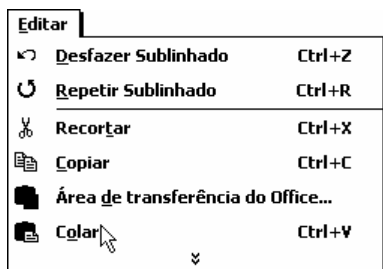 Editar
Desfazer Sublinhado Ctrl+Z
Repetir Sublinhado Ctrl+R
Recortar Ctrl+X
Copiar Ctrl+C
Área de transferência do Office...
Colar Ctrl+V